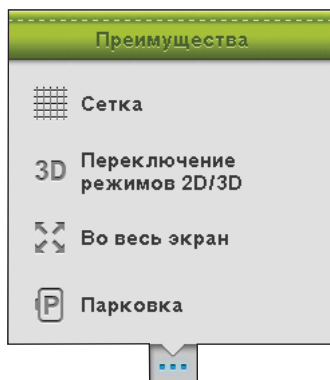 Преимущества
Сетка
3D
Переключение
режимов 2D/3D
Во весь экран
P
Парковка